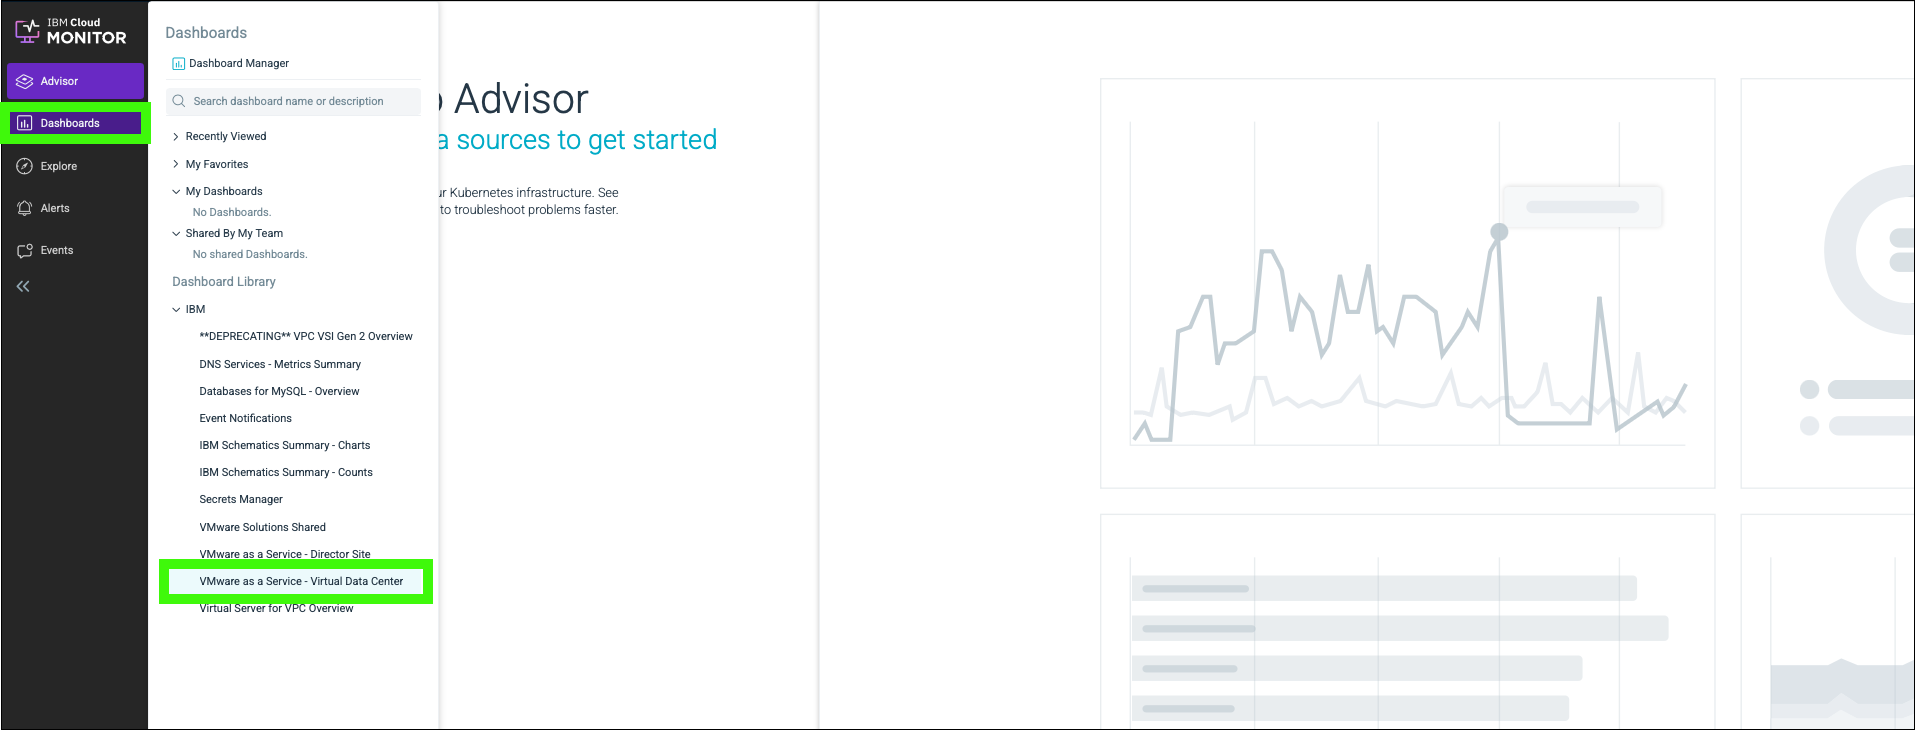 IBM Cloud
MONITOR
Advisor
Dashboards
Explore
Alerts
Events
Dashboards
Dashboard Manager
Search dashboard name or description
Recently Viewed
My Favorites
My Dashboards
No Dashboards.
Shared By My Team
No shared Dashboards.
Dashboard Library
IBM
**DEPRECATING** VPC VSI Gen 2 Overview
DNS Services - Metrics Summary
Databases for MySQL - Overview
Event Notifications
IBM Schematics Summary - Charts
IBM Schematics Summary - Counts
Secrets Manager
VMware Solutions Shared
VMware as a Service - Director Site
VMware as a Service - Virtual Data Center
Virtual Server for VPC Overview
Advisor
sources to get started
Kubernetes infrastructure. See
to troubleshoot problems faster.